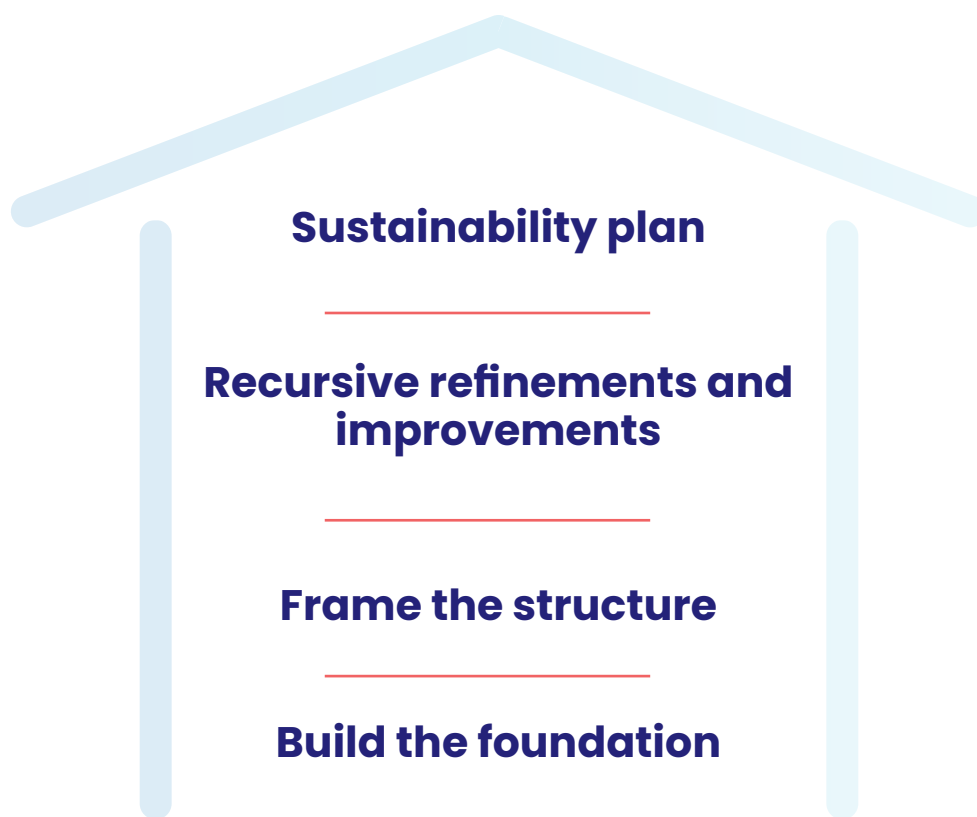 Sustainability plan
Recursive refinements and
improvements
Frame the structure
Build the foundation